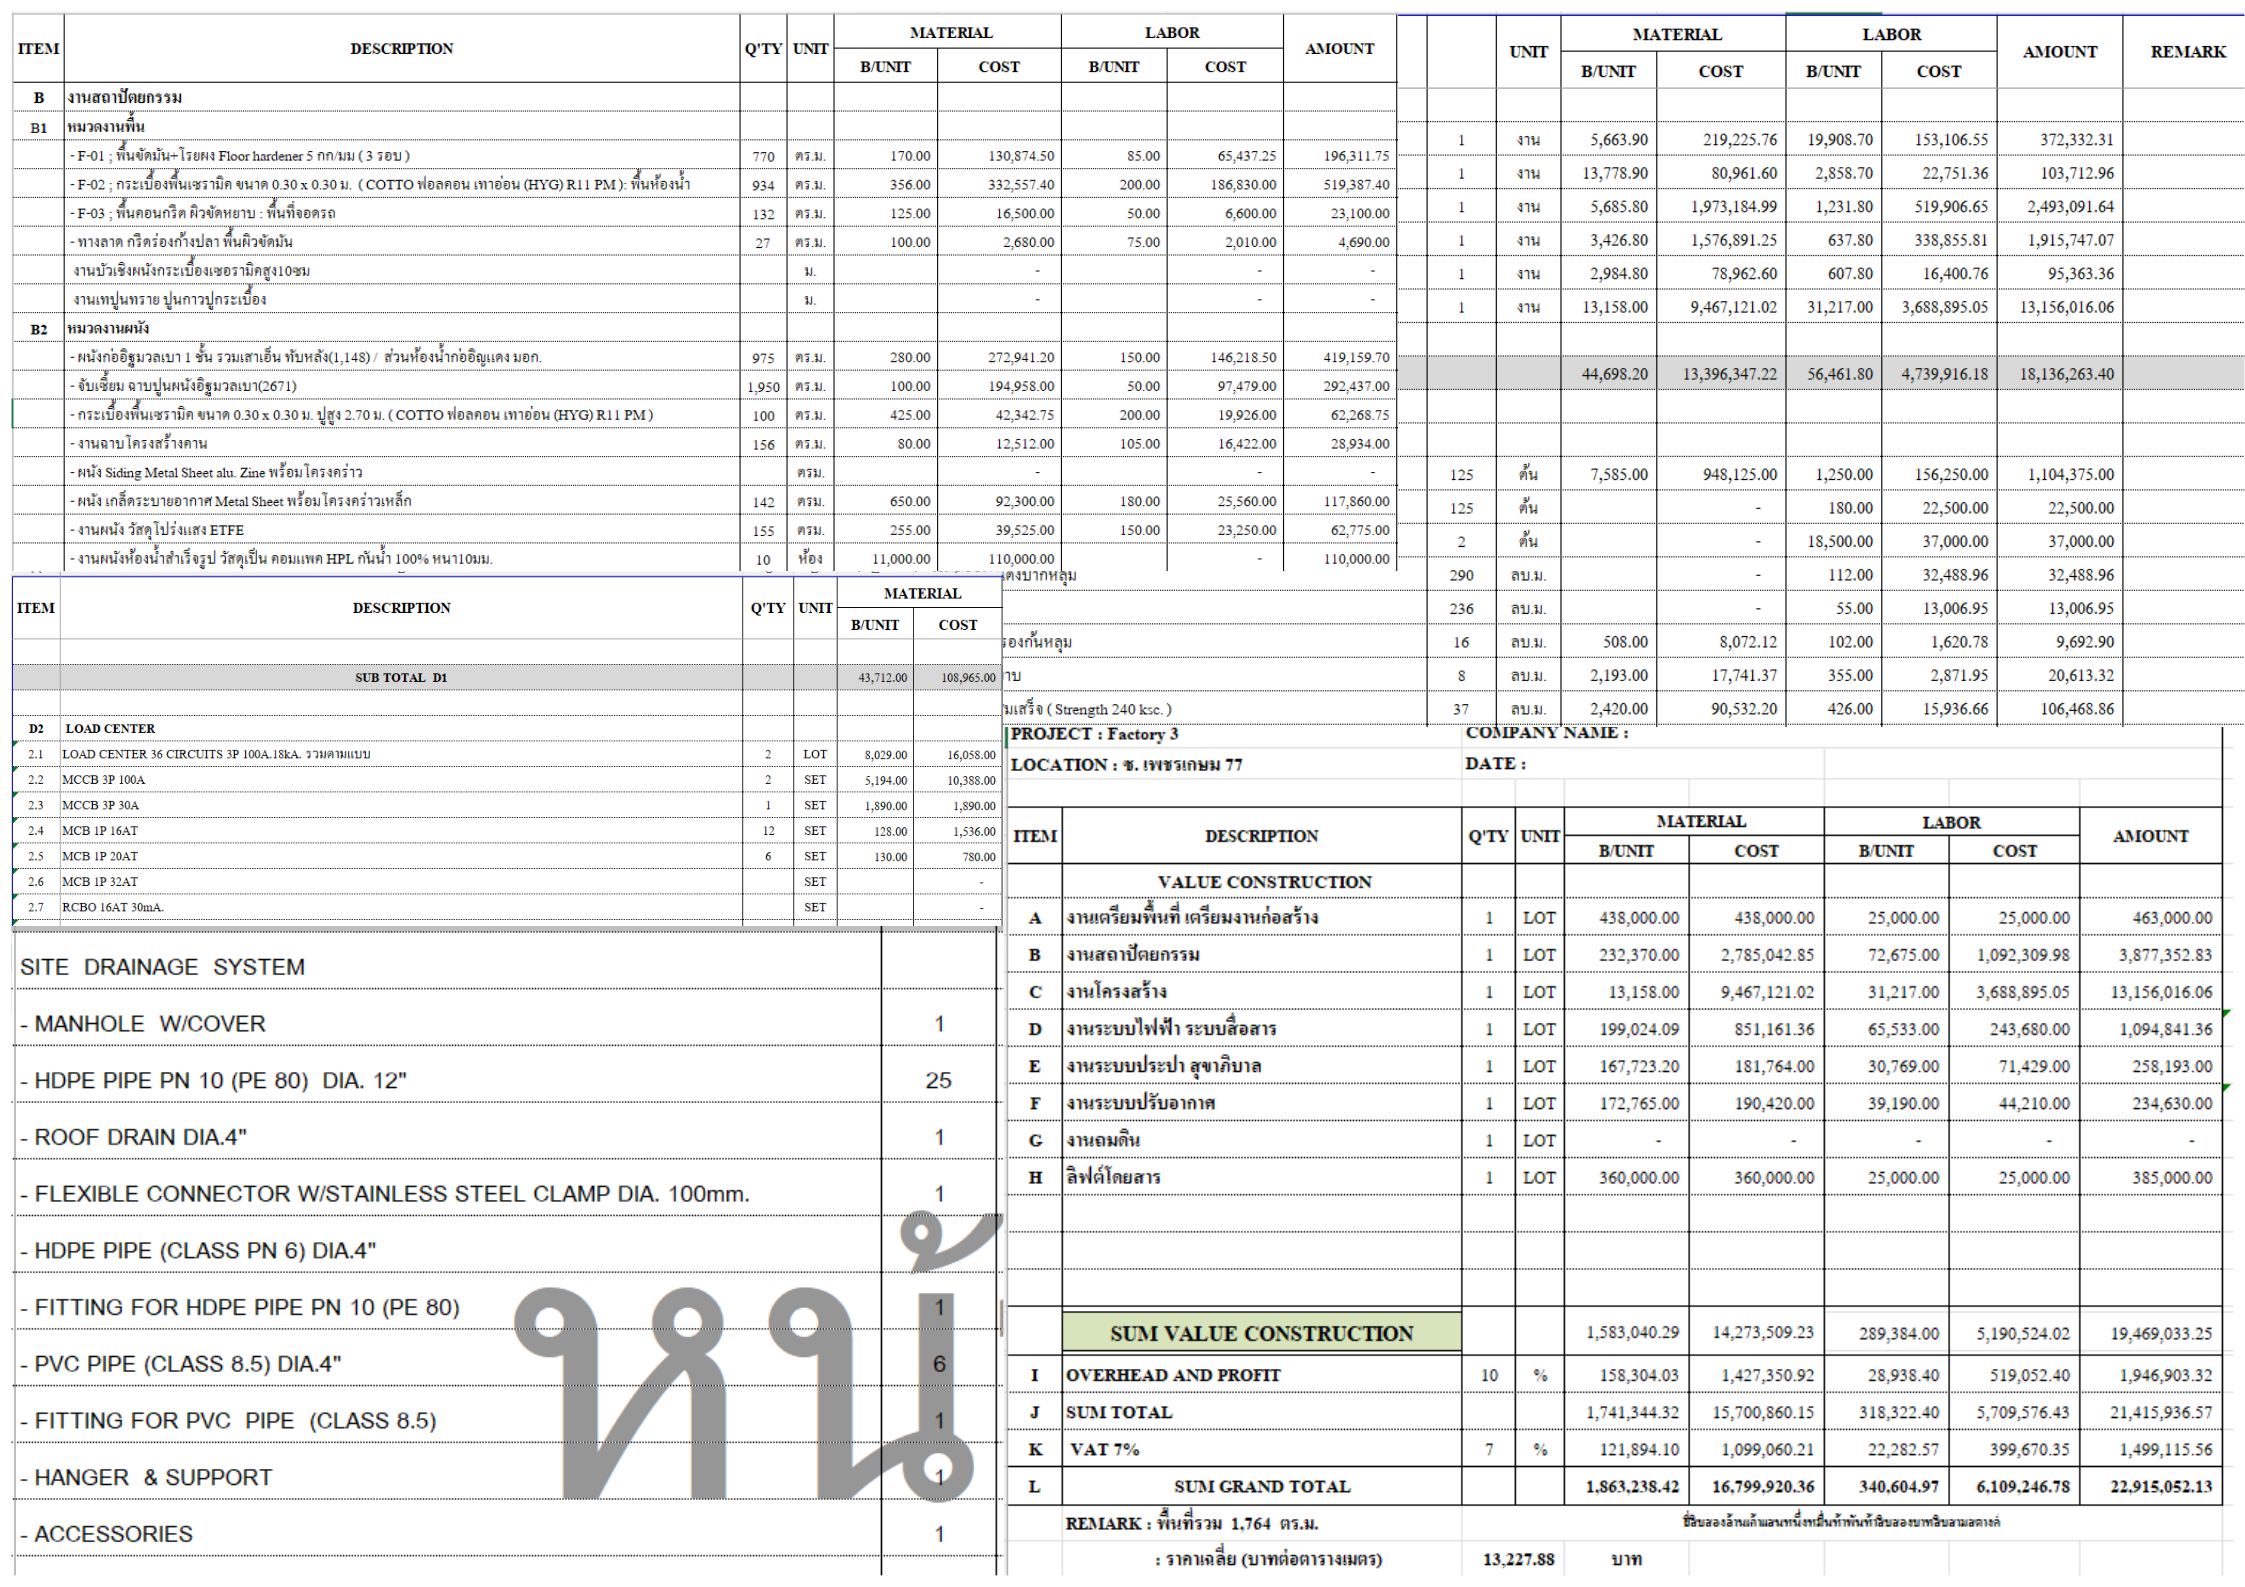 ITEM DESCRIPTION Q'TY UNIT MATERIAL LABOR AMOUNT
B/UNIT COST B/UNIT COST
B งานสถาปัตยกรรม
B1 หมวดงานพื้น
- F-01 ; พื้นขัดมัน+โรยผง Floor hardener 5 กก/มม ( 3 รอบ ) 770 ตร.ม. 170.00 130,874.50 85.00 65,437.25 196,311.75
- F-02 ; กระเบื้องพื้นเซรามิค ขนาด 0.30 x 0.30 ม. ( COTTO ฟอลคอน เทาอ่อน (HYG) R11 PM ): พื้นห้องน้ำ 934 ตร.ม. 356.00 332,557.40 200.00 186,830.00 519,387.40
- F-03 ; พื้นคอนกรีต ผิวขัดหยาบ : พื้นที่จอดรถ 132 ตร.ม. 125.00 16,500.00 50.00 6,600.00 23,100.00
- ทางลาด กรีดร่องก้างปลา พื้นผิวขัดมัน 27 ตร.ม. 100.00 2,680.00 75.00 2,010.00 4,690.00
งานบัวเชิงผนังกระเบื้องเซอรามิคสูง10ซม ม. - - -
งานเทปูนทราย ปูนกาวปูกระเบื้อง ม. - - -
B2 หมวดงานผนัง
- ผนังก่ออิฐมวลเบา 1 ชั้น รวมเสาเอ็น ทับหลัง(1,148) / ส่วนห้องน้ำก่ออิญแดง มอก. 975 ตร.ม. 280.00 272,941.20 150.00 146,218.50 419,159.70
- จับเซี้ยม ฉาบปูนผนังอิฐมวลเบา(2671) 1,950 ตร.ม. 100.00 194,958.00 50.00 97,479.00 292,437.00
- กระเบื้องพื้นเซรามิค ขนาด 0.30 x 0.30 ม. ปูสูง 2.70 ม. ( COTTO ฟอลคอน เทาอ่อน (HYG) R11 PM ) 100 ตร.ม. 425.00 42,342.75 200.00 19,926.00 62,268.75
- งานฉาบโครงสร้างคาน 156 ตร.ม. 80.00 12,512.00 105.00 16,422.00 28,934.00
- ผนัง Siding Metal Sheet alu. Zine พร้อมโครงคร่าว ตรม. - - -
- ผนัง เกล็ดระบายอากาศ Metal Sheet พร้อมโครงคร่าวเหล็ก 142 ตรม. 650.00 92,300.00 180.00 25,560.00 117,860.00
- งานผนัง วัสดุโปร่งแสง ETFE 155 ตรม. 255.00 39,525.00 150.00 23,250.00 62,775.00
- งานผนังห้องน้ำสำเร็จรูป วัสดุเป็น คอมแพค HPL กันน้ำ 100% หนา10มม. 10 ห้อง 11,000.00 110,000.00 - 110,000.00
UNIT MATERIAL LABOR AMOUNT REMARK
B/UNIT COST B/UNIT COST
1 งาน 5,663.90 219,225.76 19,908.70 153,106.55 372,332.31
1 งาน 13,778.90 80,961.60 2,858.70 22,751.36 103,712.96
1 งาน 5,685.80 1,973,184.99 1,231.80 519,906.65 2,493,091.64
1 งาน 3,426.80 1,576,891.25 637.80 338,855.81 1,915,747.07
1 งาน 2,984.80 78,962.60 607.80 16,400.76 95,363.36
1 งาน 13,158.00 9,467,121.02 31,217.00 3,688,895.05 13,156,016.06
44,698.20 13,396,347.22 56,461.80 4,739,916.18 18,136,263.40
125 ต้น 7,585.00 948,125.00 1,250.00 156,250.00 1,104,375.00
125 ต้น - 180.00 22,500.00 22,500.00
2 ต้น - 18,500.00 37,000.00 37,000.00
290 ลบ.ม. - 112.00 32,488.96 32,488.96
236 ลบ.ม. - 55.00 13,006.95 13,006.95
องกันหลุม 16 ลบ.ม. 508.00 8,072.12 102.00 1,620.78 9,692.90
าบ 8 ลบ.ม. 2,193.00 17,741.37 355.00 2,871.95 20,613.32
มเสร็จ ( Strength 240 ksc. ) 37 ลบ.ม. 2,420.00 90,532.20 426.00 15,936.66 106,468.86
ITEM DESCRIPTION Q'TY UNIT MATERIAL
B/UNIT COST
SUB TOTAL D1 43,712.00 108,965.00
D2 LOAD CENTER
2.1 LOAD CENTER 36 CIRCUITS 3P 100A.18kA. รวมตามแบบ 2 LOT 8,029.00 16,058.00
2.2 MCCB 3P 100A 2 SET 5,194.00 10,388.00
2.3 MCCB 3P 30A 1 SET 1,890.00 1,890.00
2.4 MCB 1P 16AT 12 SET 128.00 1,536.00
2.5 MCB 1P 20AT 6 SET 130.00 780.00
2.6 MCB 1P 32AT SET -
2.7 RCBO 16AT 30mA. SET -
SITE DRAINAGE SYSTEM
- MANHOLE W/COVER 1
- HDPE PIPE PN 10 (PE 80) DIA. 12" 25
- ROOF DRAIN DIA.4" 1
- FLEXIBLE CONNECTOR W/STAINLESS STEEL CLAMP DIA. 100mm. 1
- HDPE PIPE (CLASS PN 6) DIA.4"
- FITTING FOR HDPE PIPE PN 10 (PE 80) 1
- PVC PIPE (CLASS 8.5) DIA.4" 6
- FITTING FOR PVC PIPE (CLASS 8.5) 1
- HANGER & SUPPORT 1
- ACCESSORIES 1
หน้
PROJECT : Factory 3 COMPANY NAME :
LOCATION : ซ. เพชรเกษม 77 DATE :
ITEM DESCRIPTION Q'TY UNIT MATERIAL LABOR AMOUNT
B/UNIT COST B/UNIT COST
VALUE CONSTRUCTION
A งานเตรียมพื้นที่ เตรียมงานก่อสร้าง 1 LOT 438,000.00 438,000.00 25,000.00 25,000.00 463,000.00
B งานสถาปัตยกรรม 1 LOT 232,370.00 2,785,042.85 72,675.00 1,092,309.98 3,877,352.83
C งานโครงสร้าง 1 LOT 13,158.00 9,467,121.02 31,217.00 3,688,895.05 13,156,016.06
D งานระบบไฟฟ้า ระบบสื่อสาร 1 LOT 199,024.09 851,161.36 65,533.00 243,680.00 1,094,841.36
E งานระบบประปา สุขาภิบาล 1 LOT 167,723.20 181,764.00 30,769.00 71,429.00 258,193.00
F งานระบบปรับอากาศ 1 LOT 172,765.00 190,420.00 39,190.00 44,210.00 234,630.00
G งานถมดิน 1 LOT - - - - -
H ลิฟต์โดยสาร 1 LOT 360,000.00 360,000.00 25,000.00 25,000.00 385,000.00
SUM VALUE CONSTRUCTION 1,583,040.29 14,273,509.23 289,384.00 5,190,524.02 19,469,033.25
I OVERHEAD AND PROFIT 10 % 158,304.03 1,427,350.92 28,938.40 519,052.40 1,946,903.32
J SUM TOTAL 1,741,344.32 15,700,860.15 318,322.40 5,709,576.43 21,415,936.57
K VAT 7% 7 % 121,894.10 1,099,060.21 22,282.57 399,670.35 1,499,115.56
L SUM GRAND TOTAL 1,863,238.42 16,799,920.36 340,604.97 6,109,246.78 22,915,052.13
REMARK : พื้นที่รวม 1,764 ตร.ม. ยี่สิบสองล้านเก้าแสนหนึ่งหมื่นห้าพันห้าสิบสองบาทสิบสามสตางค์
: ราคาเฉลี่ย (บาทต่อตารางเมตร) 13,227.88 บาท